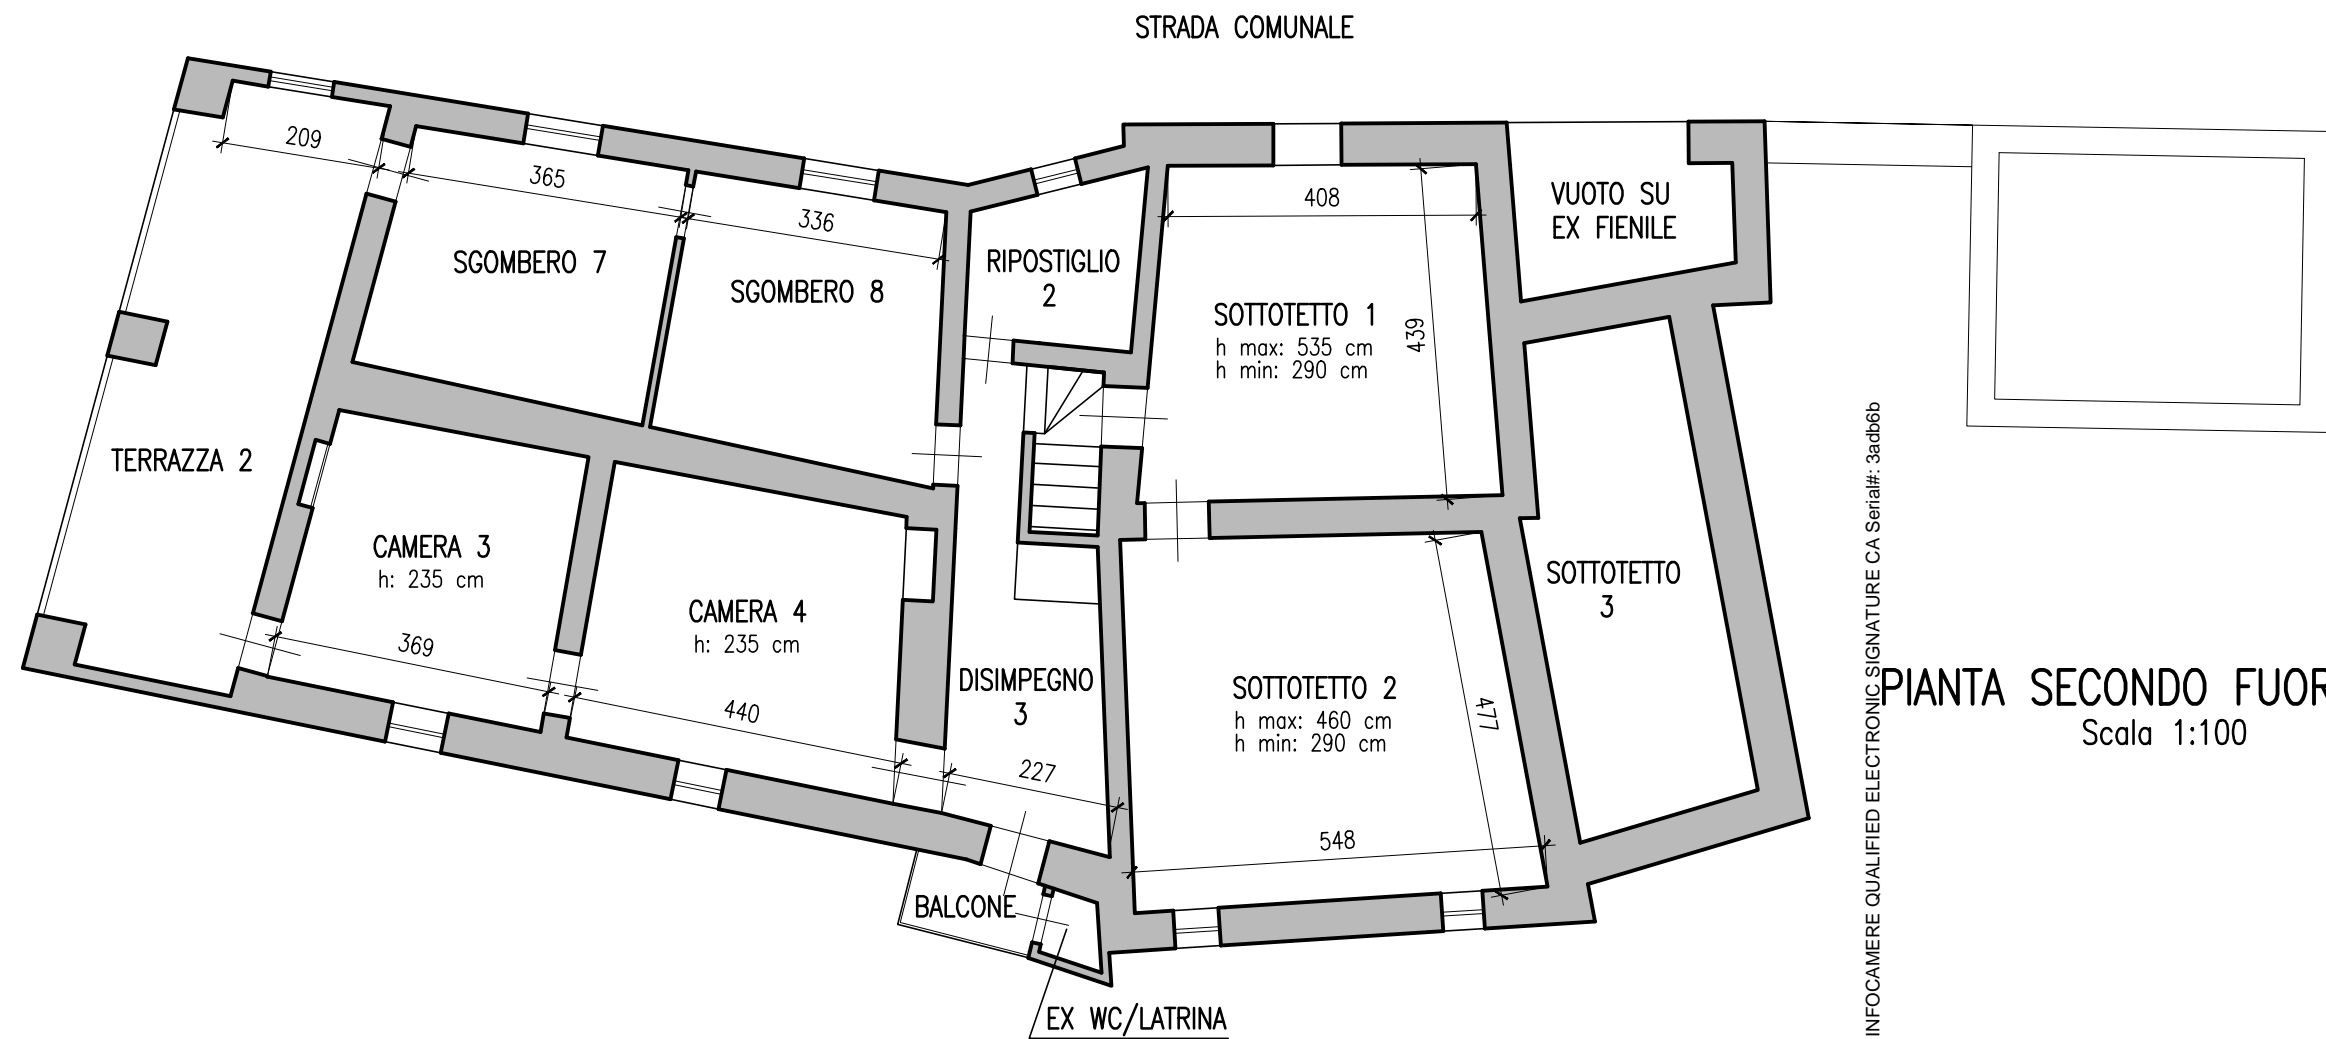 STRADA COMUNALE
209
365
336
408
VUOTO SU
EX FIENILE
SGOMBERO 7
SGOMBERO 8
RIPOSTIGLIO
2
SOTTOTETTO 1
h max: 535 cm
h min: 290 cm
439
TERRAZZA 2
CAMERA 3
h: 235 cm
369
CAMERA 4
h: 235 cm
440
DISIMPEGNO
3
227
SOTTOTETTO 2
h max: 460 cm
h min: 290 cm
477
548
SOTTOTETTO
3
BALCONE
EX WC/LATRINA
INFOCAMERE QUALIFIED ELECTRONIC SIGNATURE CA Serial#: 3adb6b
PIANTA SECONDO FUOR
Scala 1:100